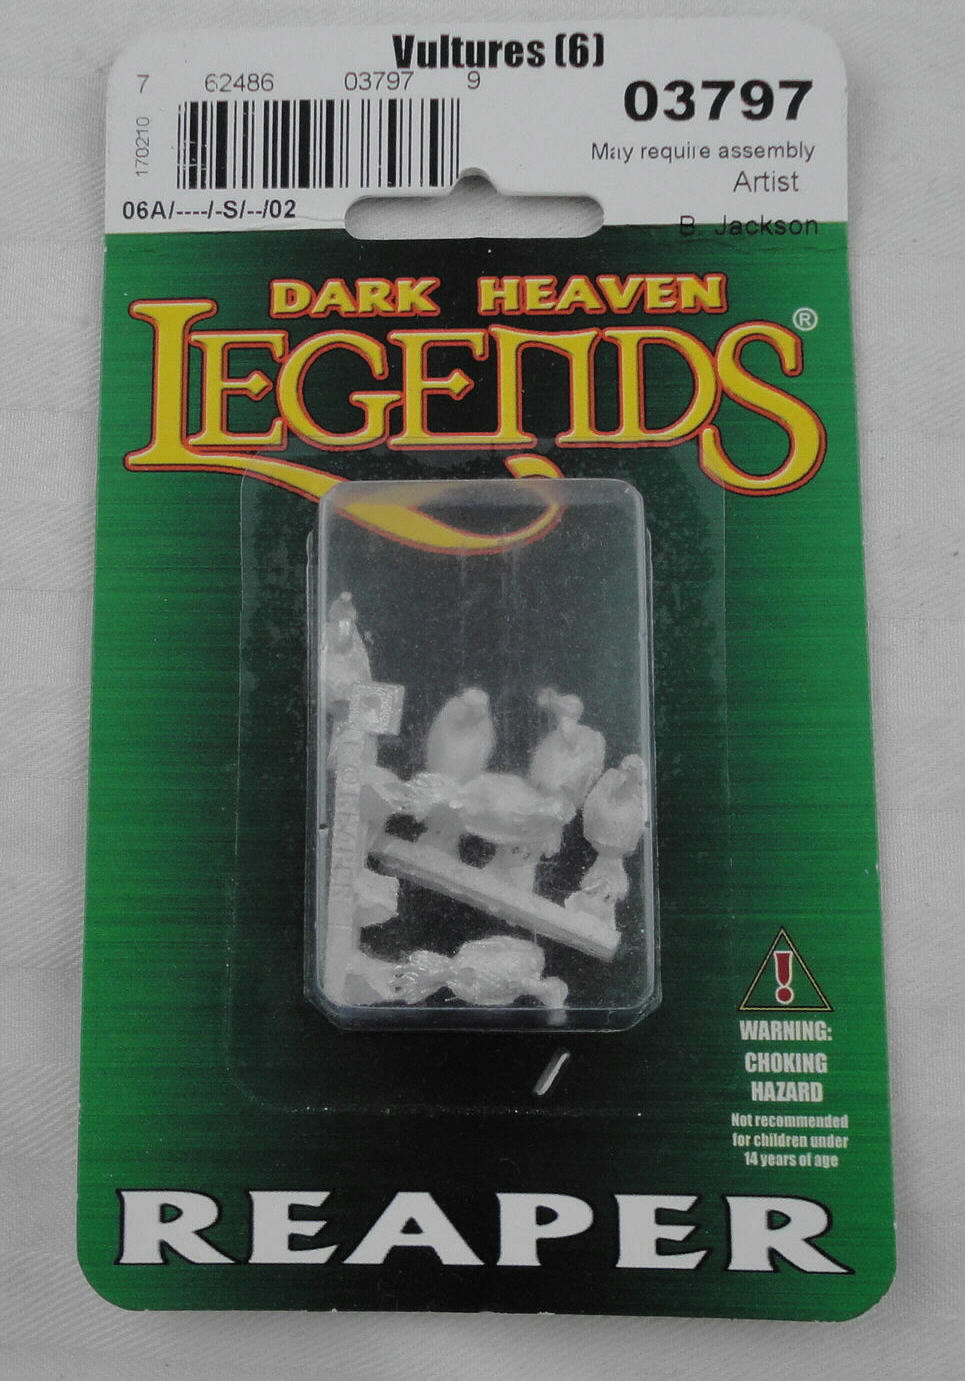 Vultures (6)
7 62486 03797 9
03797
170210
May require assembly
Artist
06A/----/-S/--/02
B. Jackson
DARK HEAVEN
LEGENDS®
WARNING:
CHOKING
HAZARD
Not recommended
for children under
14 years of age
REAPER